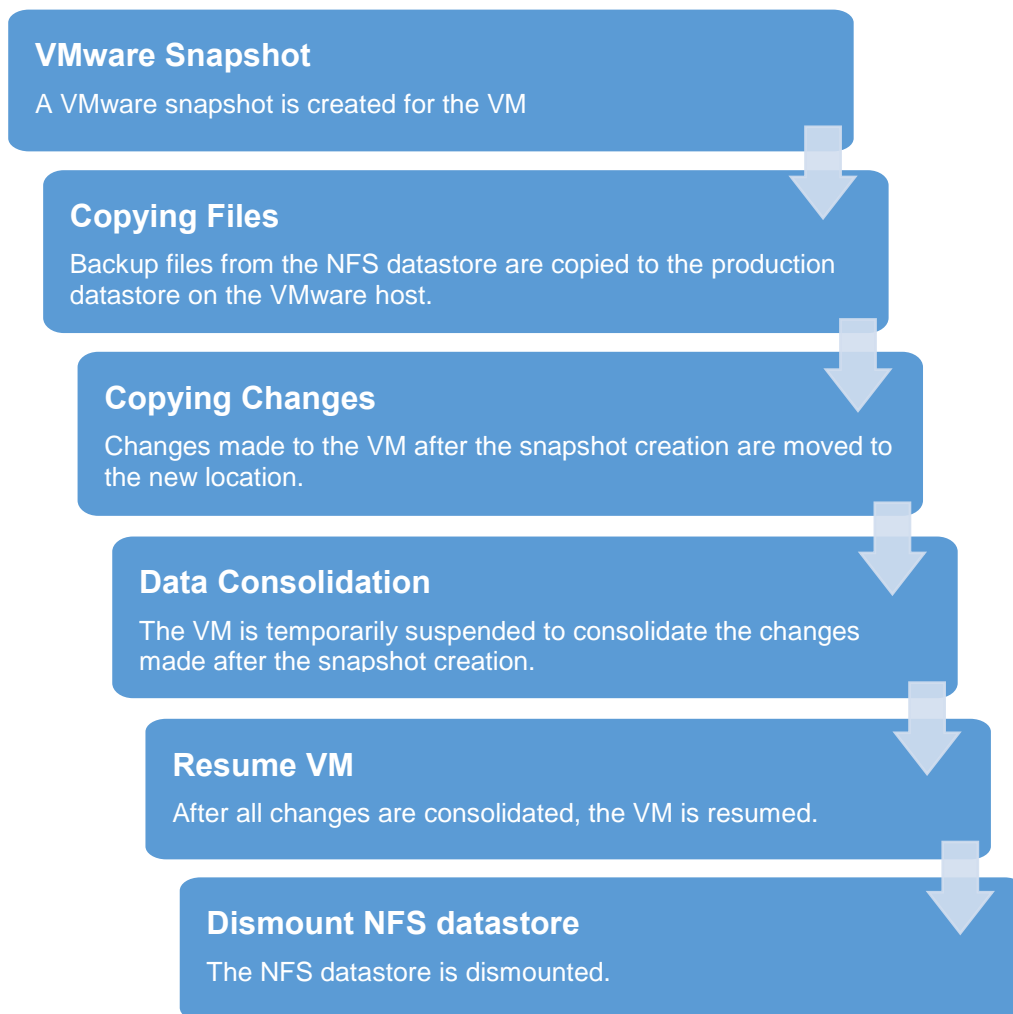 VMware Snapshot
A VMware snapshot is created for the VM
Copying Files
Backup files from the NFS datastore are copied to the production
datastore on the VMware host.
Copying Changes
Changes made to the VM after the snapshot creation are moved to
the new location.
Data Consolidation
The VM is temporarily suspended to consolidate the changes
made after the snapshot creation.
Resume VM
After all changes are consolidated, the VM is resumed.
Dismount NFS datastore
The NFS datastore is dismounted.